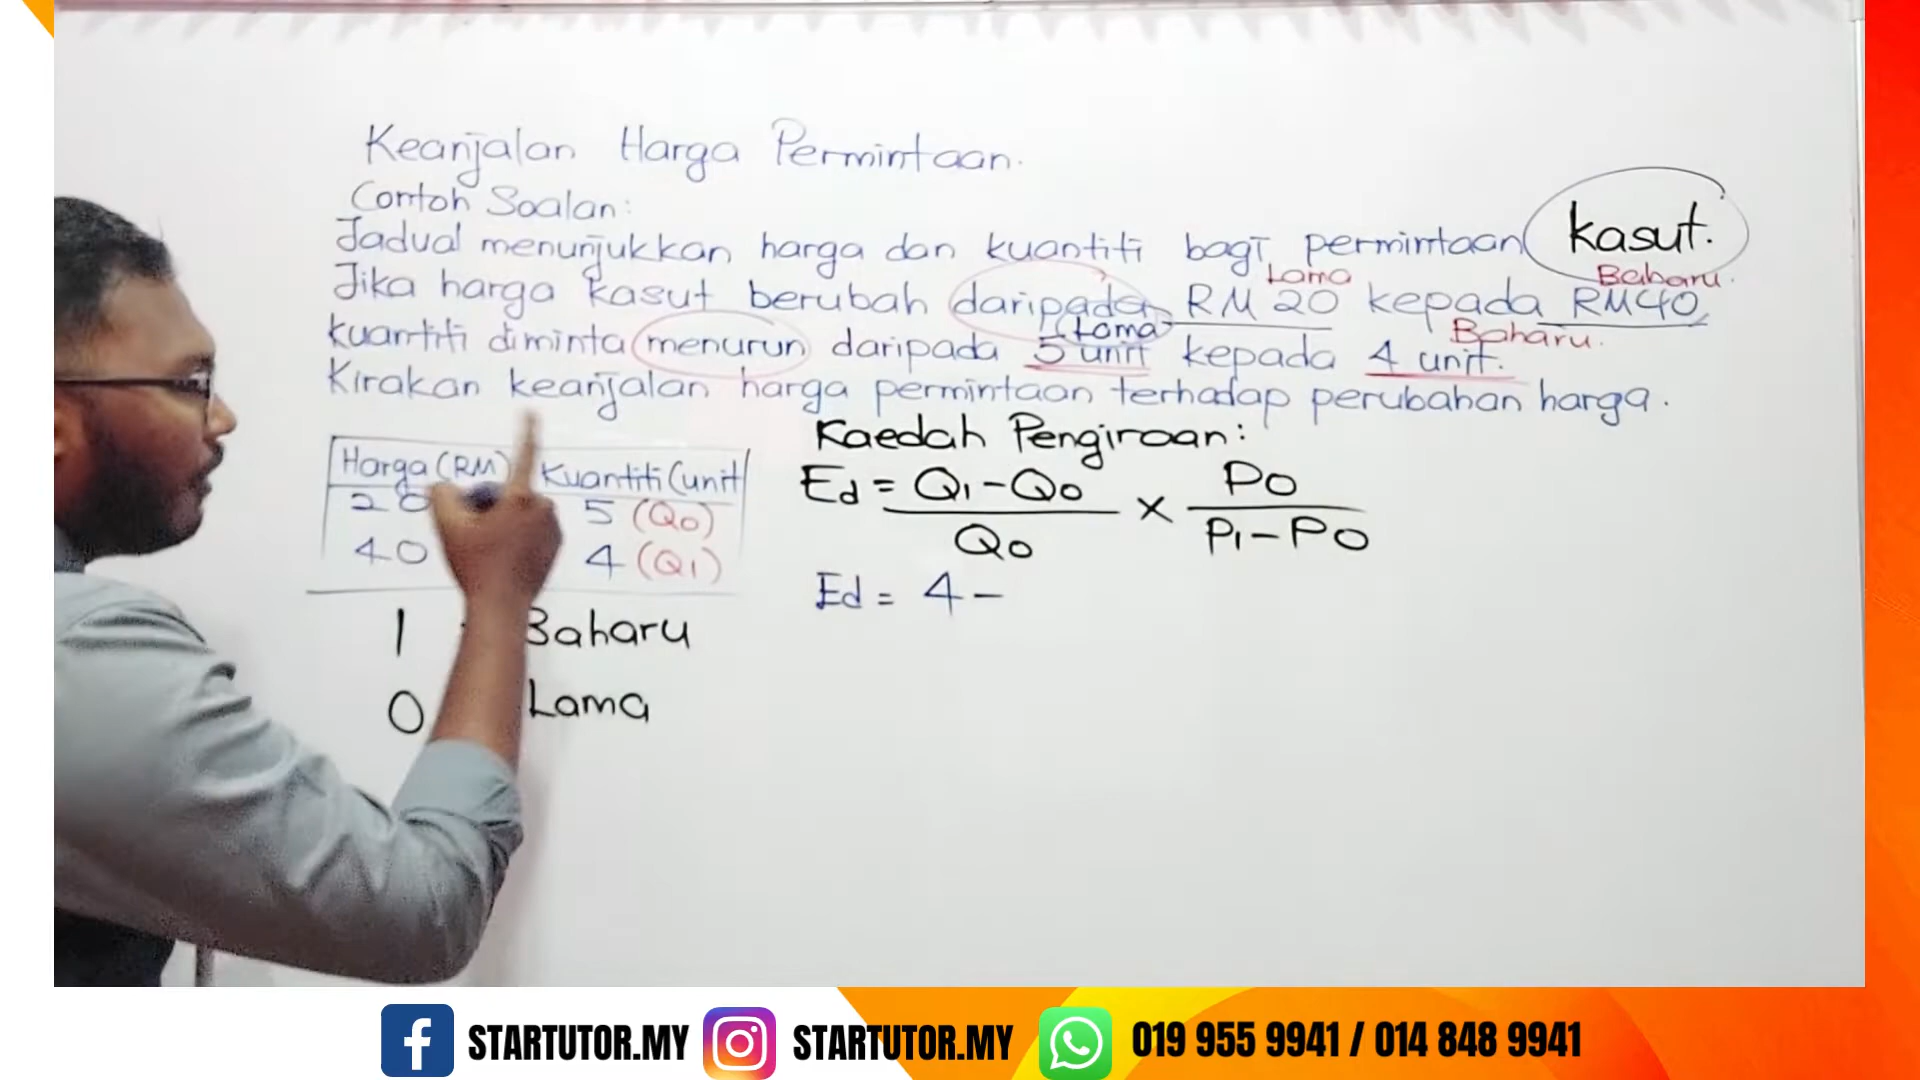 Keanjalan Harga Permintaan.
Contoh Soalan:
Jadual menunjukkan harga dan kuantiti bagi permintaan kasut.
Lama Baharu.
Jika harga kasut berubah daripada RM 20 kepada RM40,
Lama Baharu.
kuantiti diminta menurun daripada 5 unit kepada 4 unit.
Kirakan keanjalan harga permintaan terhadap perubahan harga.
Kaedah Pengiraan:
Harga (RM) Kuantiti (unit
20 5 (Q0)
40 4 (Q1)
1 Baharu
0 Lama
Ed = Q1 - Q0 / Q0 × P0 / P1 - P0
Ed = 4 -
STARTUTOR.MY STARTUTOR.MY 019 955 9941 / 014 848 9941